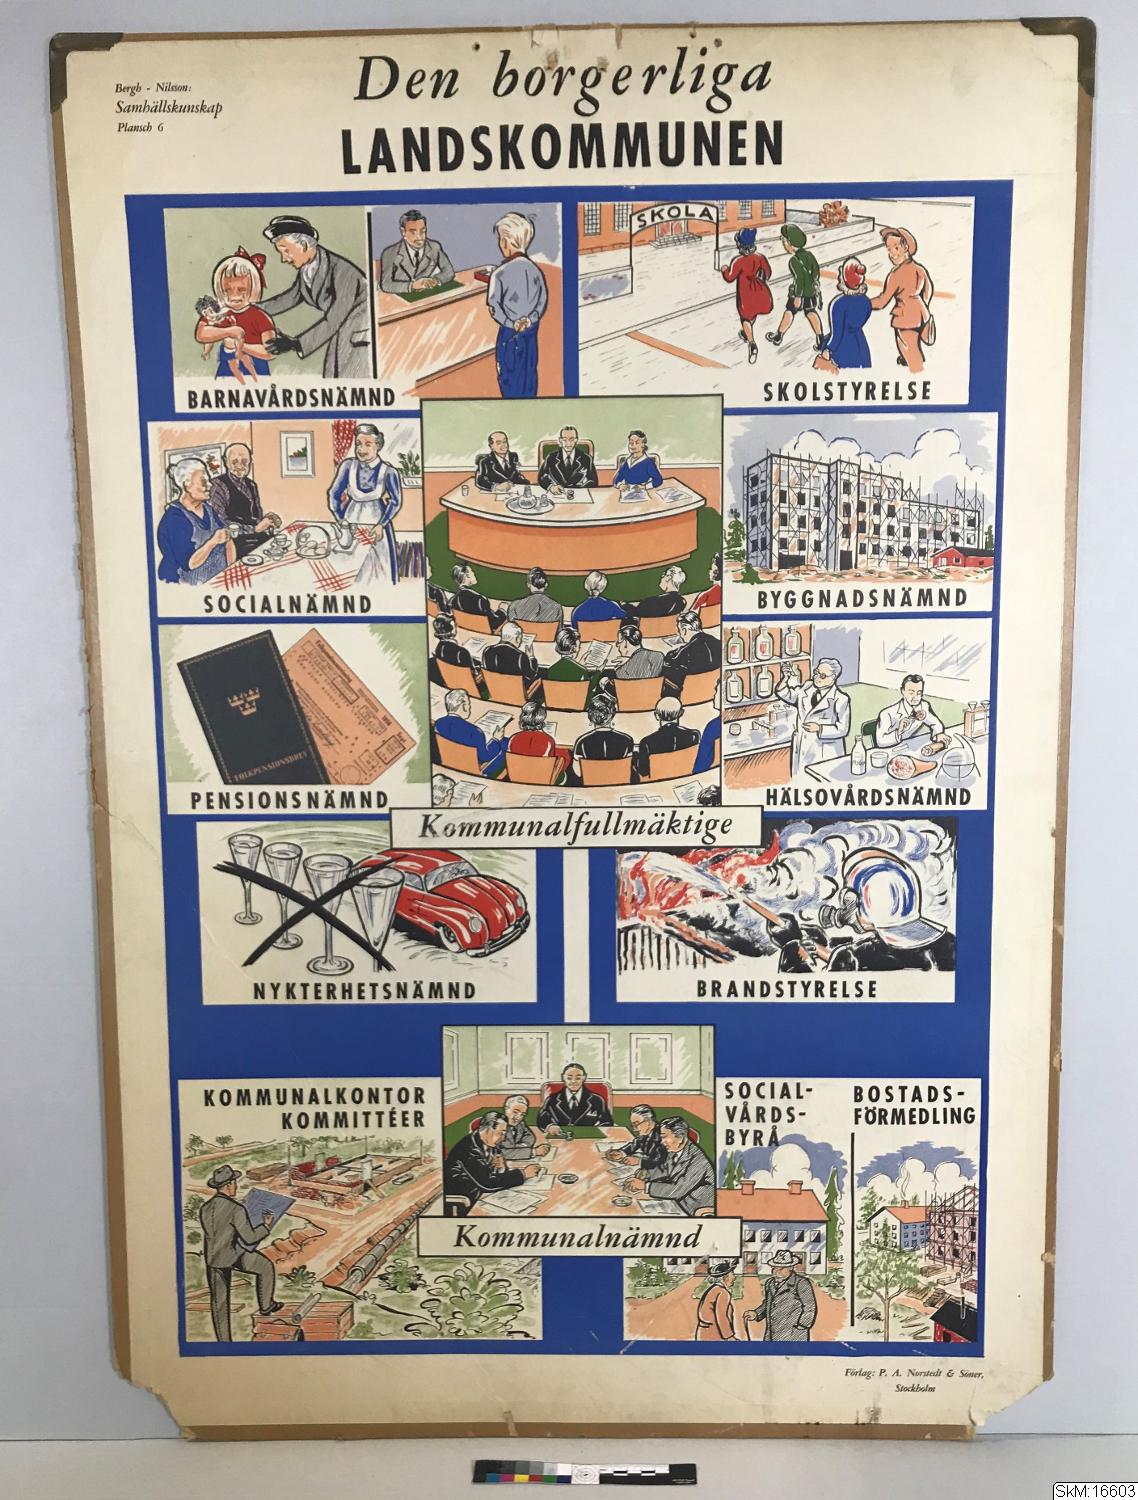 Bergh - Nilsson:
Samhällskunskap
Plansch 6
Den borgerliga
LANDSKOMMUNEN
SKOLA
BARNAVÅRDSNÄMND
SKOLSTYRELSE
SOCIALNÄMND
BYGGNADSNÄMND
FOLKPENSIONSBREV
PENSIONSNÄMND
HÄLSOVÅRDSNÄMND
Kommunalfullmäktige
NYKTERHETSNÄMND
BRANDSTYRELSE
KOMMUNALKONTOR
KOMMITTÉER
SOCIAL-
VÅRDS-
BYRÅ
BOSTADS-
FÖRMEDLING
Kommunalnämnd
Förlag: P. A. Norstedt & Söner,
Stockholm
SkM:16603